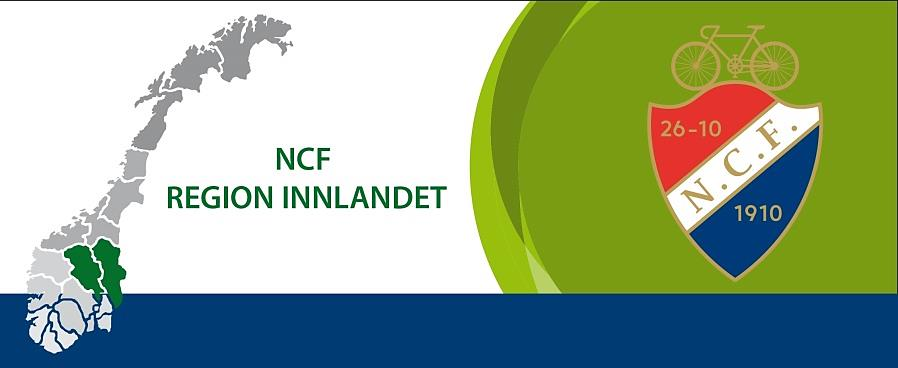 NCF
REGION INNLANDET
26-10
N.C.F.
1910